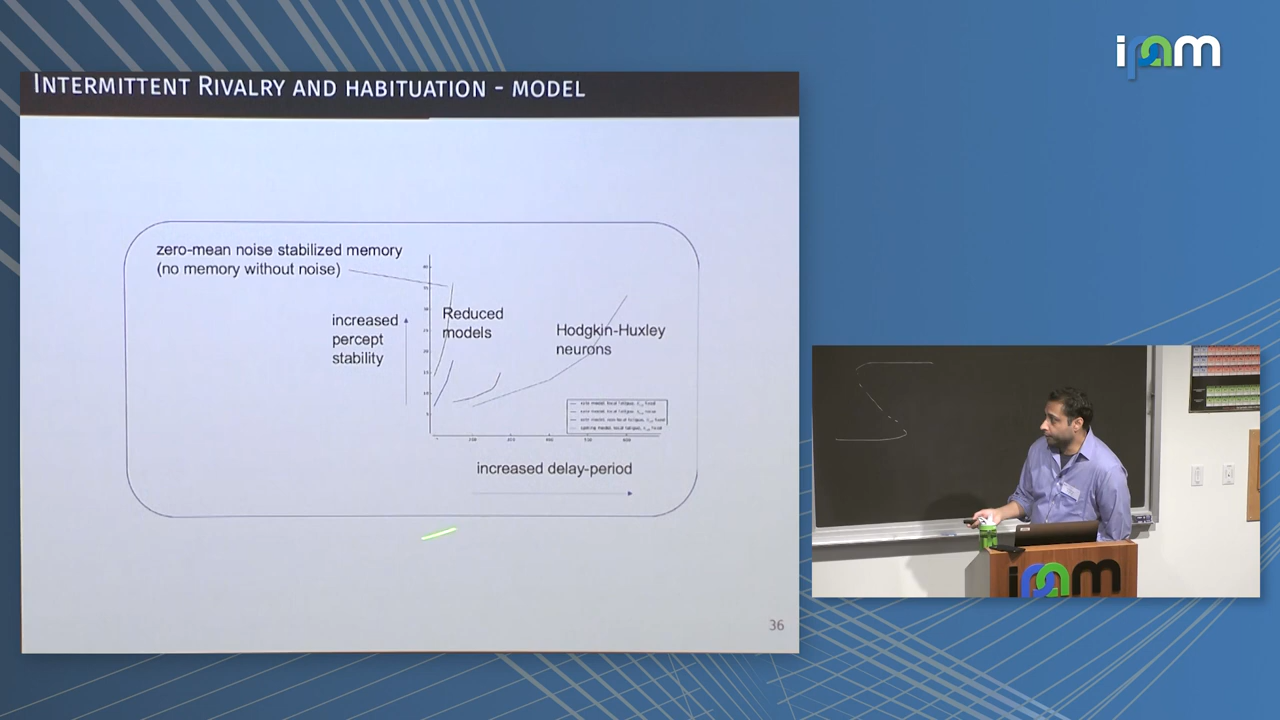 ipam
INTERMITTENT RIVALRY AND HABITUATION - MODEL
zero-mean noise stabilized memory
(no memory without noise)
increased
percept
stability
Reduced
models
Hodgkin-Huxley
neurons
increased delay-period
36
ipam